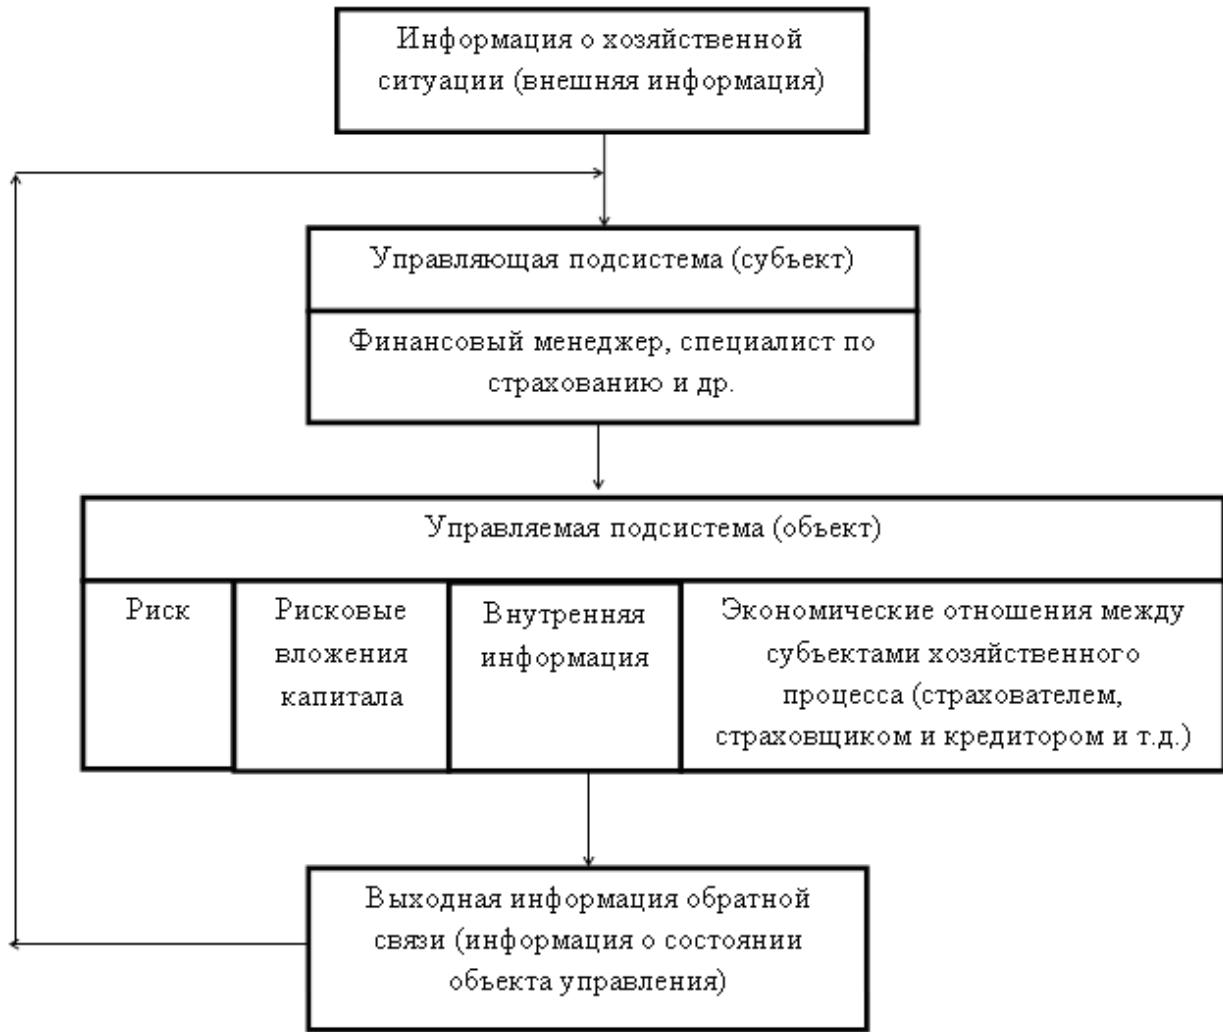 Информация о хозяйственной
ситуации (внешняя информация)
Управляющая подсистема (субъект)
Финансовый менеджер, специалист по
страхованию и др.
Управляемая подсистема (объект)
Риск
Рисковые
вложения
капитала
Внутренняя
информация
Экономические отношения между
субъектами хозяйственного
процесса (страхователем,
страховщиком и кредитором и т.д.)
Выходная информация обратной
связи (информация о состоянии
объекта управления)